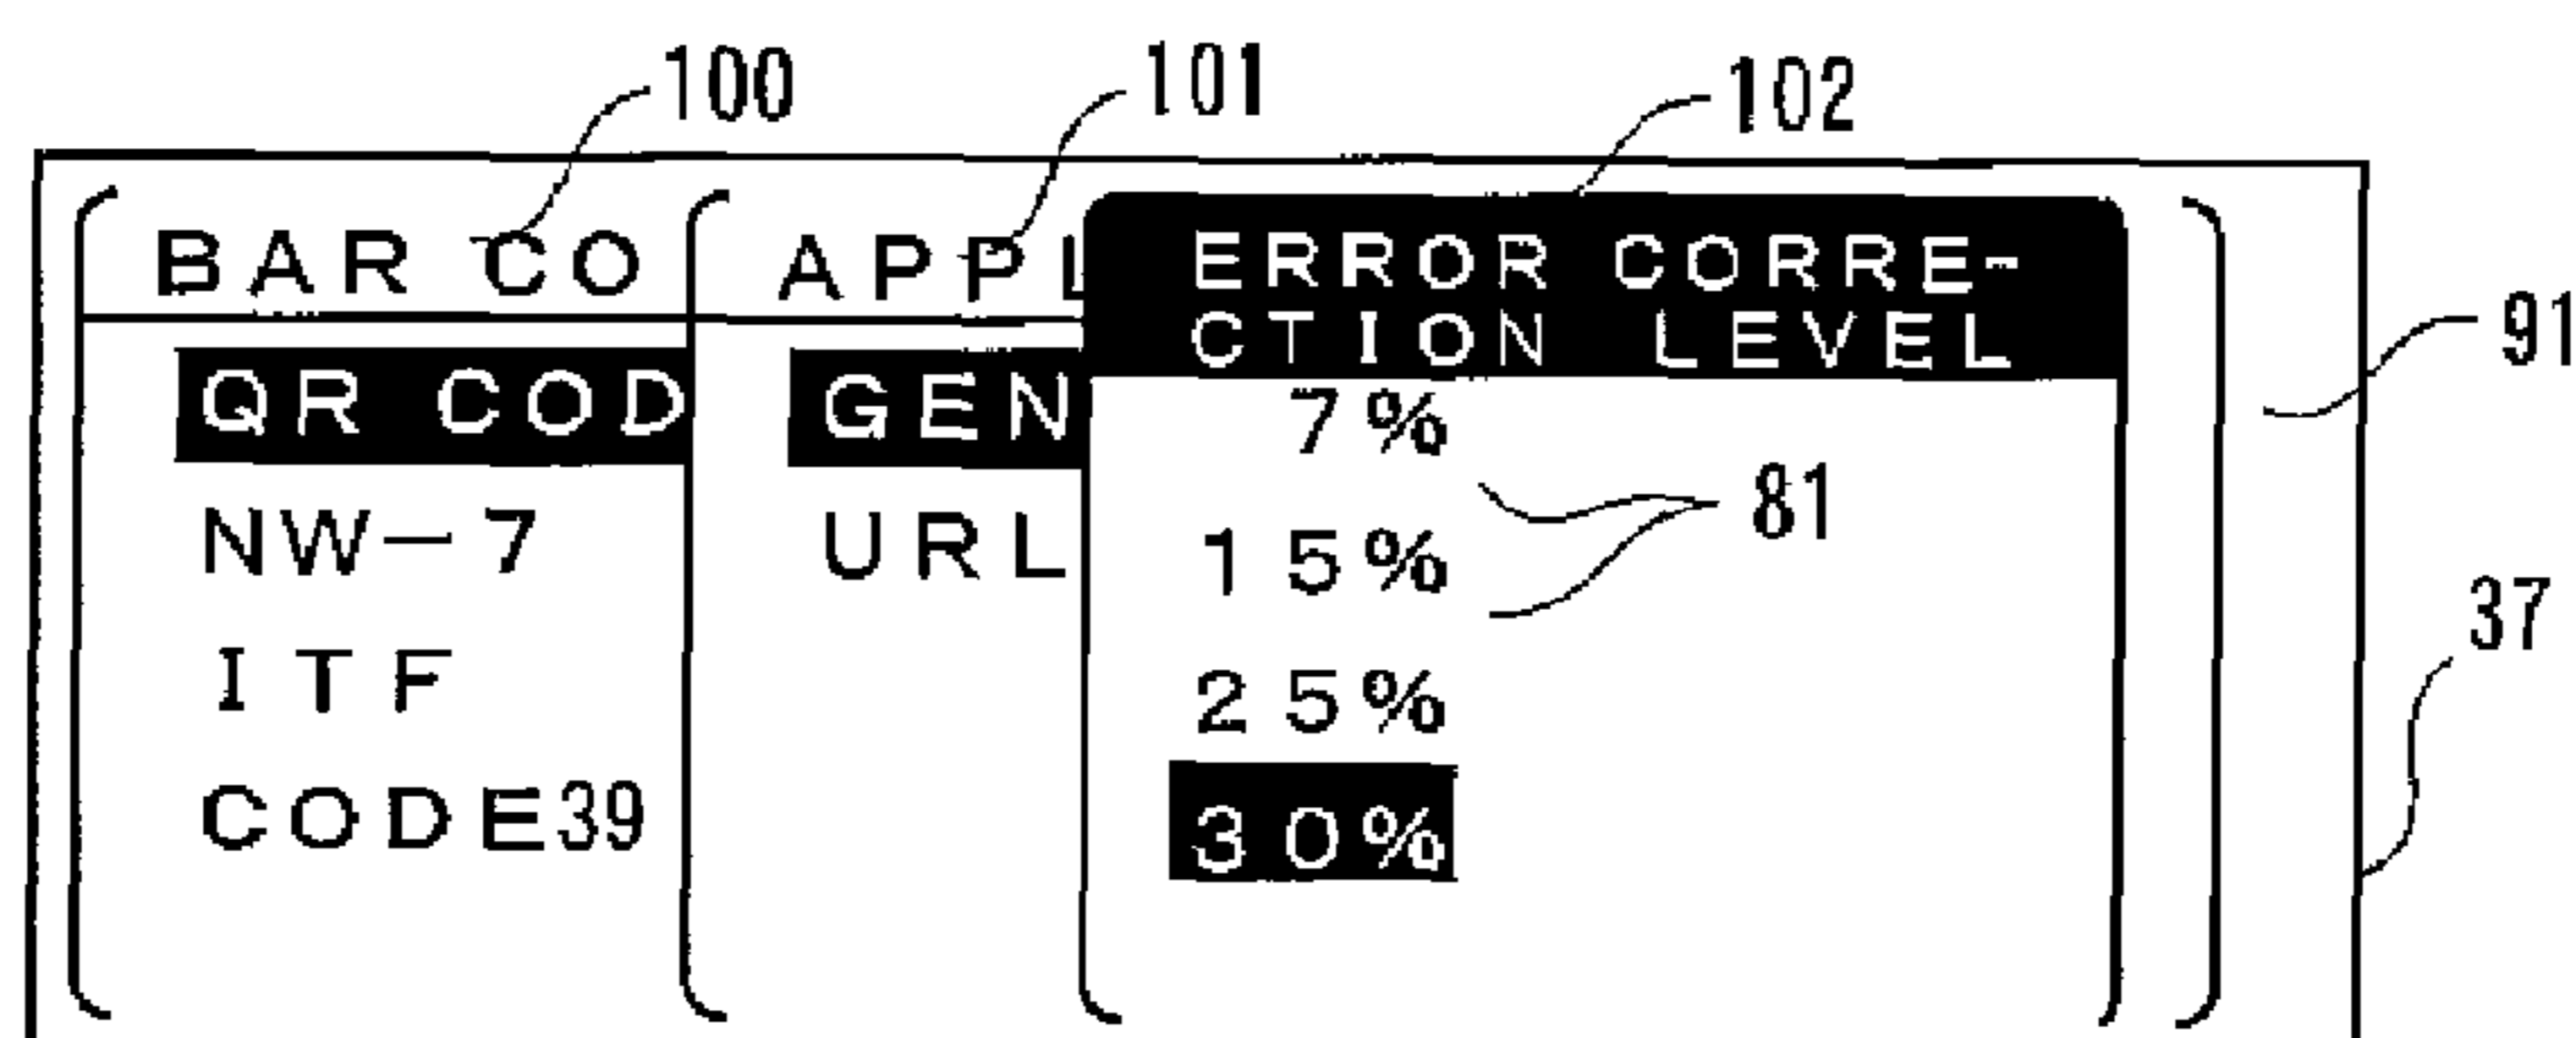 100
101
102
BAR CO
APPL
ERROR CORRE-
CTION LEVEL
91
QR COD
GEN
7%
81
NW-7
URL
15%
37
ITF
25%
CODE39
30%